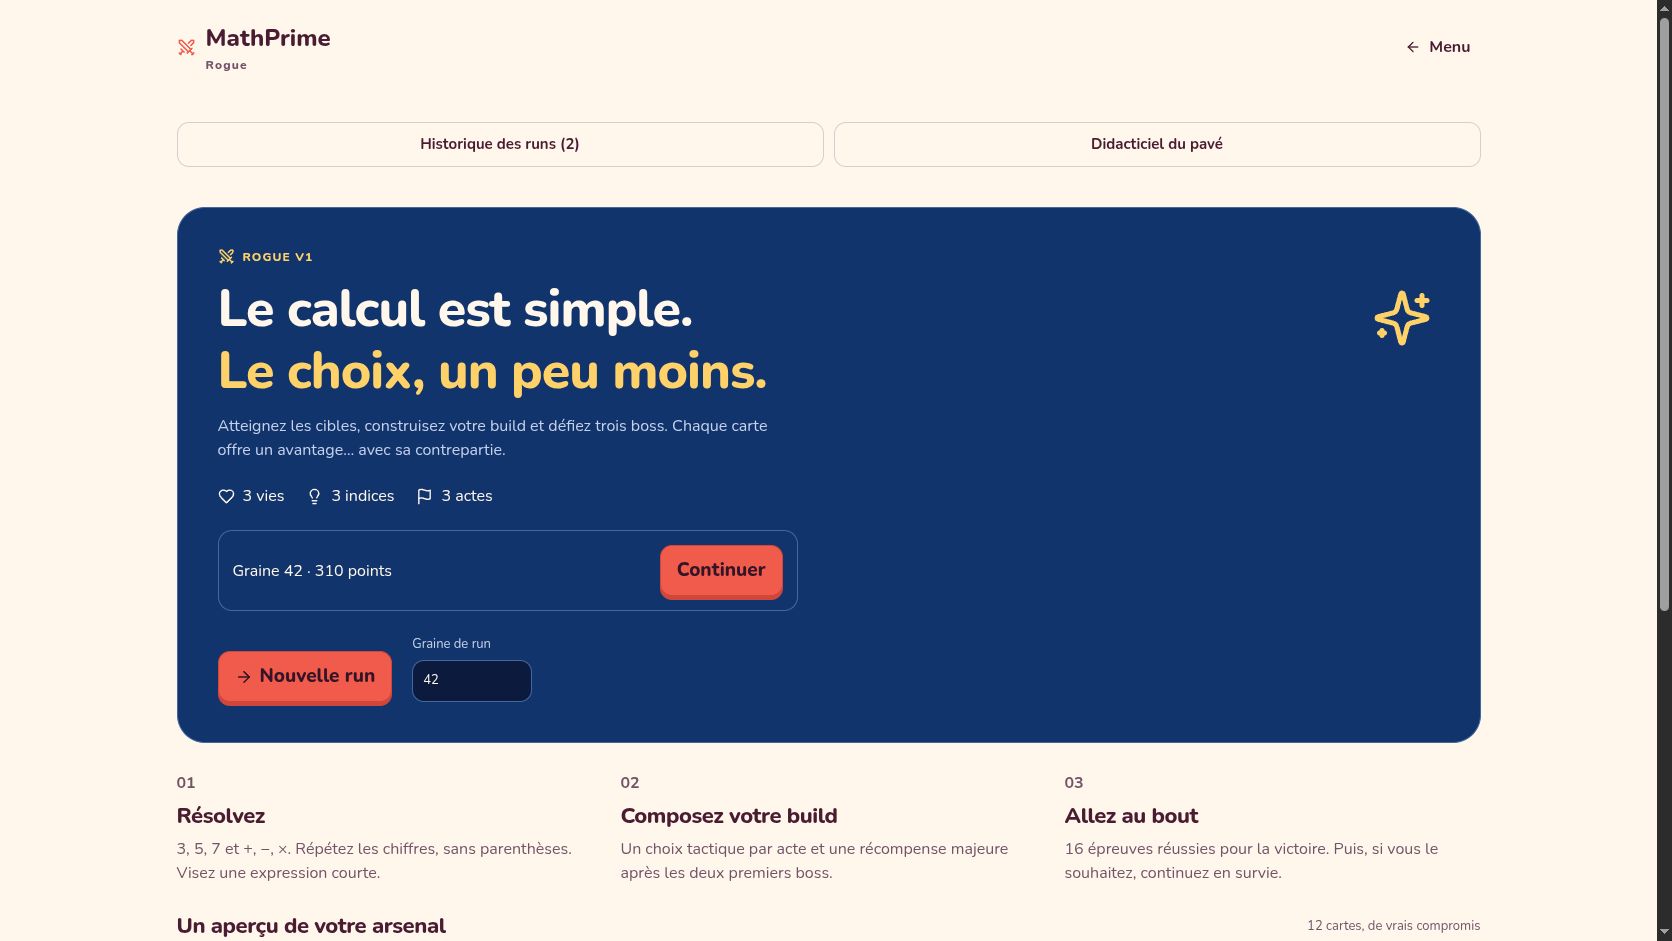 MathPrime
Rogue
Menu
Historique des runs (2)
Didacticiel du pavé
ROGUE V1
Le calcul est simple.
Le choix, un peu moins.
Atteignez les cibles, construisez votre build et défiez trois boss. Chaque carte
offre un avantage… avec sa contrepartie.
3 vies
3 indices
3 actes
Graine 42 · 310 points
Continuer
Graine de run
Nouvelle run
42
01
Résolvez
3, 5, 7 et +, −, ×. Répétez les chiffres, sans parenthèses.
Visez une expression courte.
02
Composez votre build
Un choix tactique par acte et une récompense majeure
après les deux premiers boss.
03
Allez au bout
16 épreuves réussies pour la victoire. Puis, si vous le
souhaitez, continuez en survie.
Un aperçu de votre arsenal
12 cartes, de vrais compromis